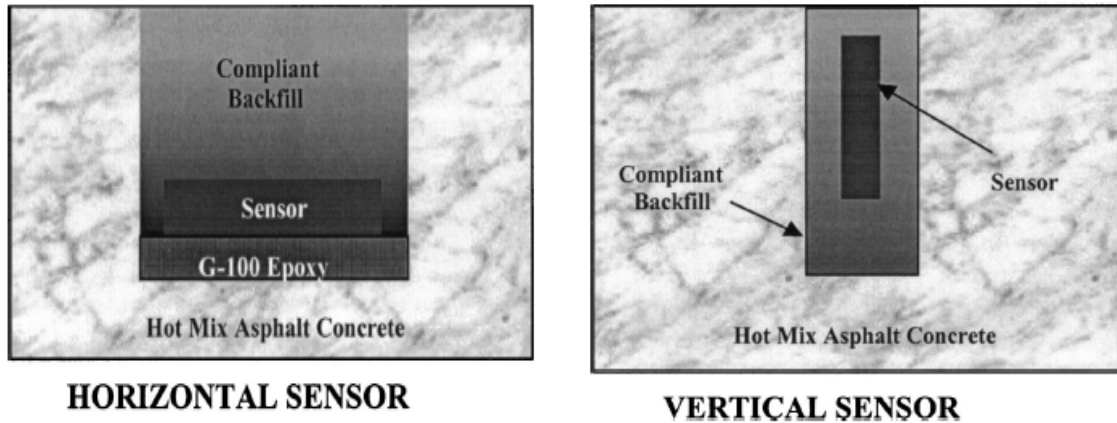 Compliant
Backfill
Sensor
G-100 Epoxy
Hot Mix Asphalt Concrete
HORIZONTAL SENSOR
Compliant
Backfill
Sensor
Hot Mix Asphalt Concrete
VERTICAL SENSOR